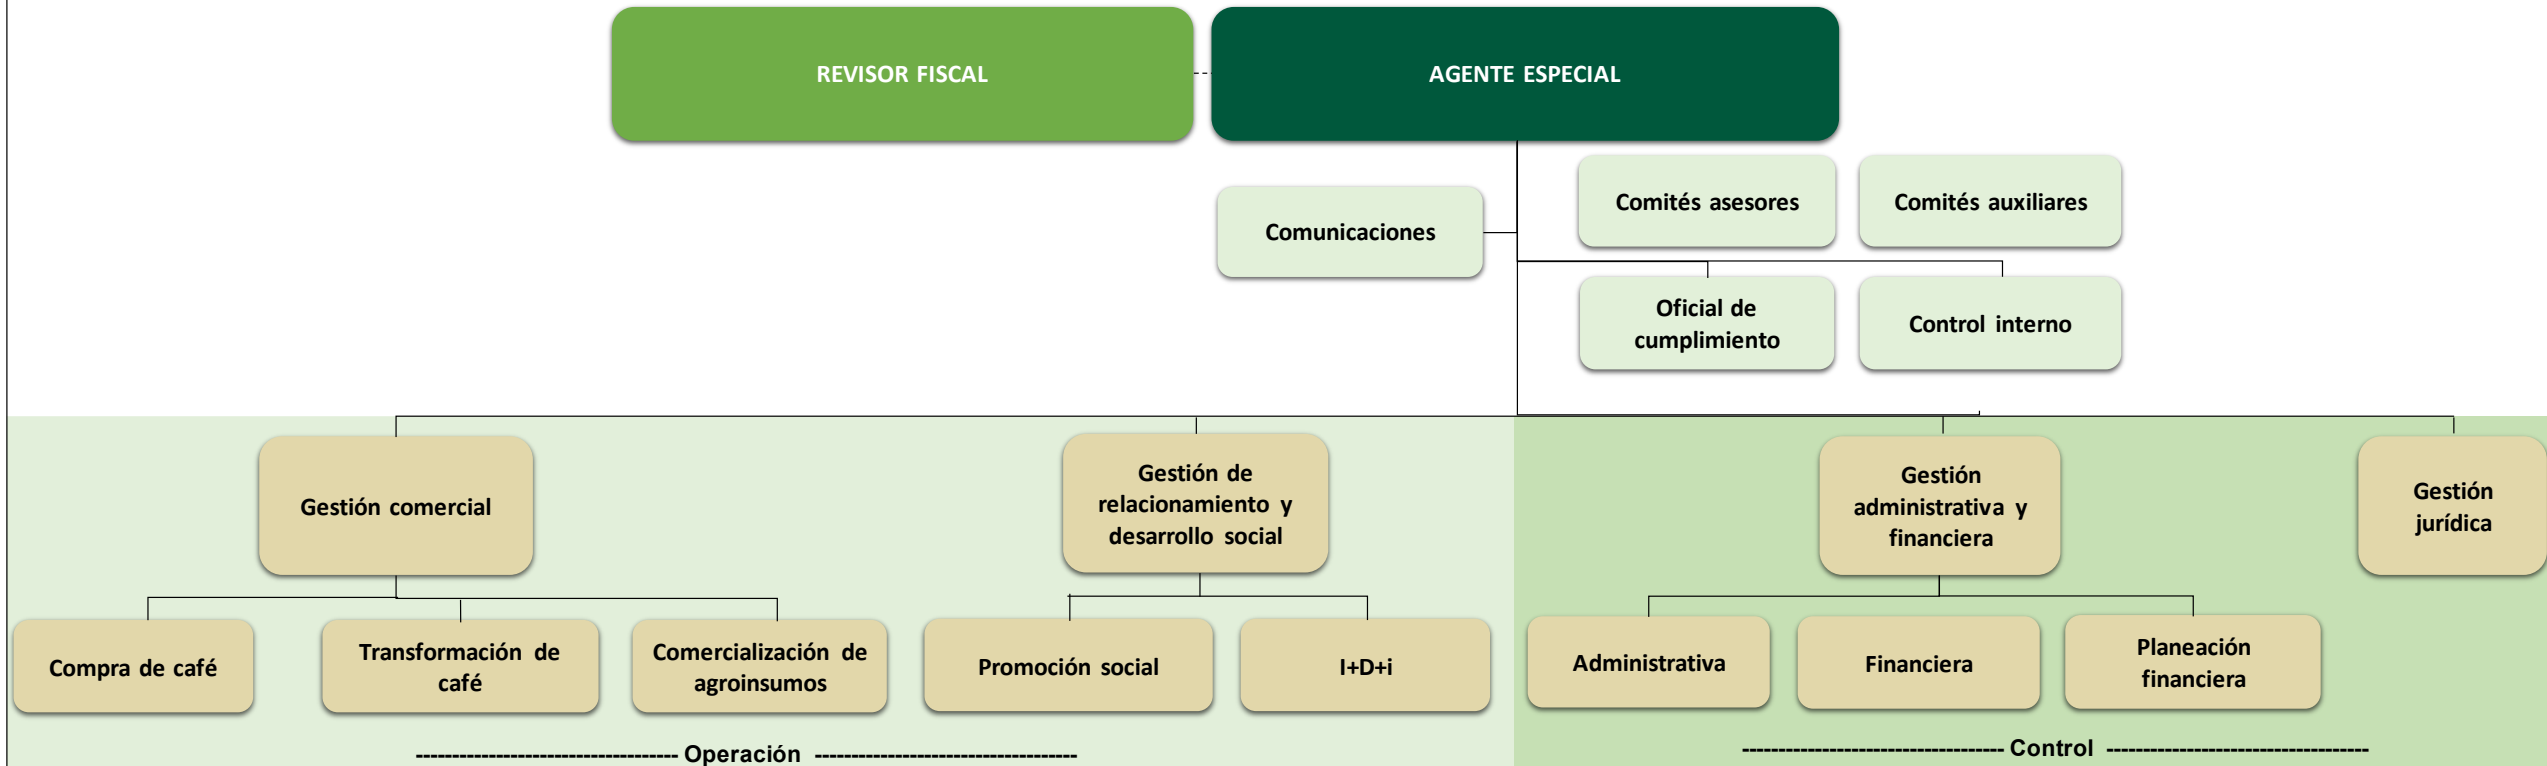 REVISOR FISCAL
AGENTE ESPECIAL
Comunicaciones
Comités asesores
Comités auxiliares
Oficial de
cumplimiento
Control interno
Gestión comercial
Gestión de
relacionamiento y
desarrollo social
Gestión
administrativa y
financiera
Gestión
jurídica
Compra de café
Transformación de
café
Comercialización de
agroinsumos
Promoción social
I+D+i
Administrativa
Financiera
Planeación
financiera
------------------------------------ Operación ------------------------------------
------------------------------------ Control ------------------------------------